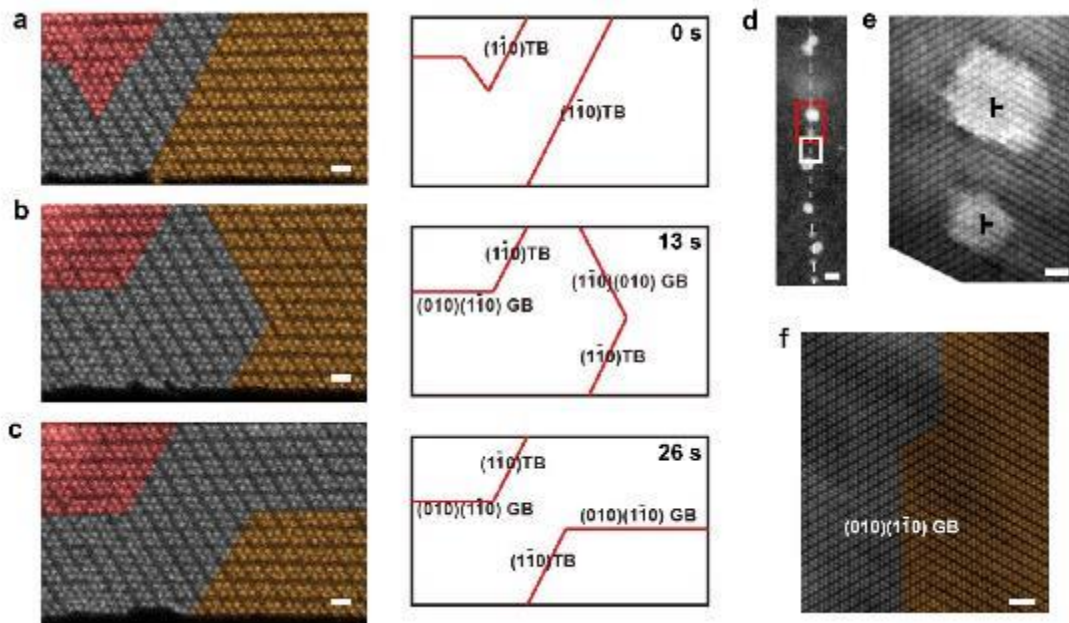 a
(11̄0)TB
0 s
(11̄0)TB
b
(11̄0)TB
13 s
(010)(11̄0) GB
(11̄0)(010) GB
(11̄0)TB
c
(11̄0)TB
26 s
(010)(11̄0) GB
(010)(11̄0) GB
(11̄0)TB
d
e
f
(010)(11̄0) GB